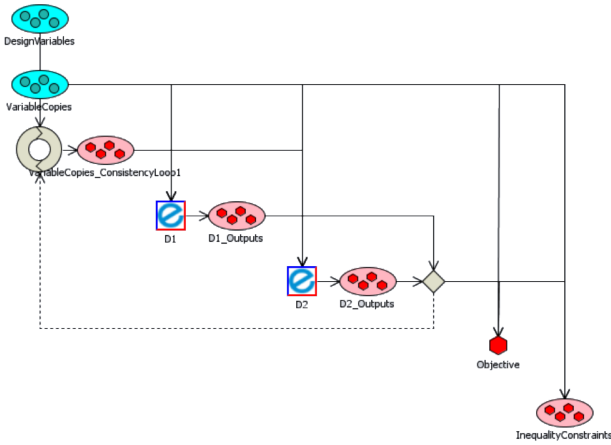 DesignVariables
VariableCopies
VariableCopies_ConsistencyLoop1
D1
D1_Outputs
D2
D2_Outputs
Objective
InequalityConstraints